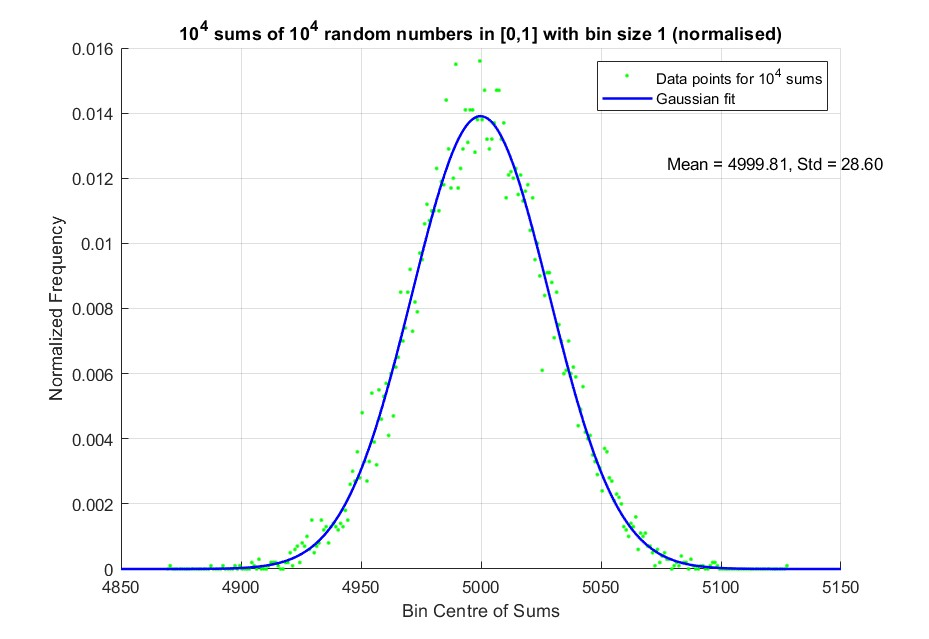 10^4 sums of 10^4 random numbers in [0,1] with bin size 1 (normalised)
Data points for 10^4 sums
Gaussian fit
Mean = 4999.81, Std = 28.60
Normalized Frequency
0.016
0.014
0.012
0.01
0.008
0.006
0.004
0.002
0
4850 4900 4950 5000 5050 5100 5150
Bin Centre of Sums